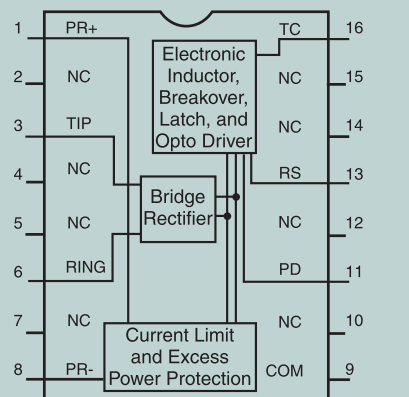 1 PR+ TC 16
Electronic
Inductor,
Breakover,
Latch, and
Opto Driver
2 NC NC 15
3 TIP NC 14
4 NC RS 13
Bridge
Rectifier
5 NC NC 12
6 RING PD 11
7 NC NC 10
Current Limit
and Excess
Power Protection
8 PR- COM 9